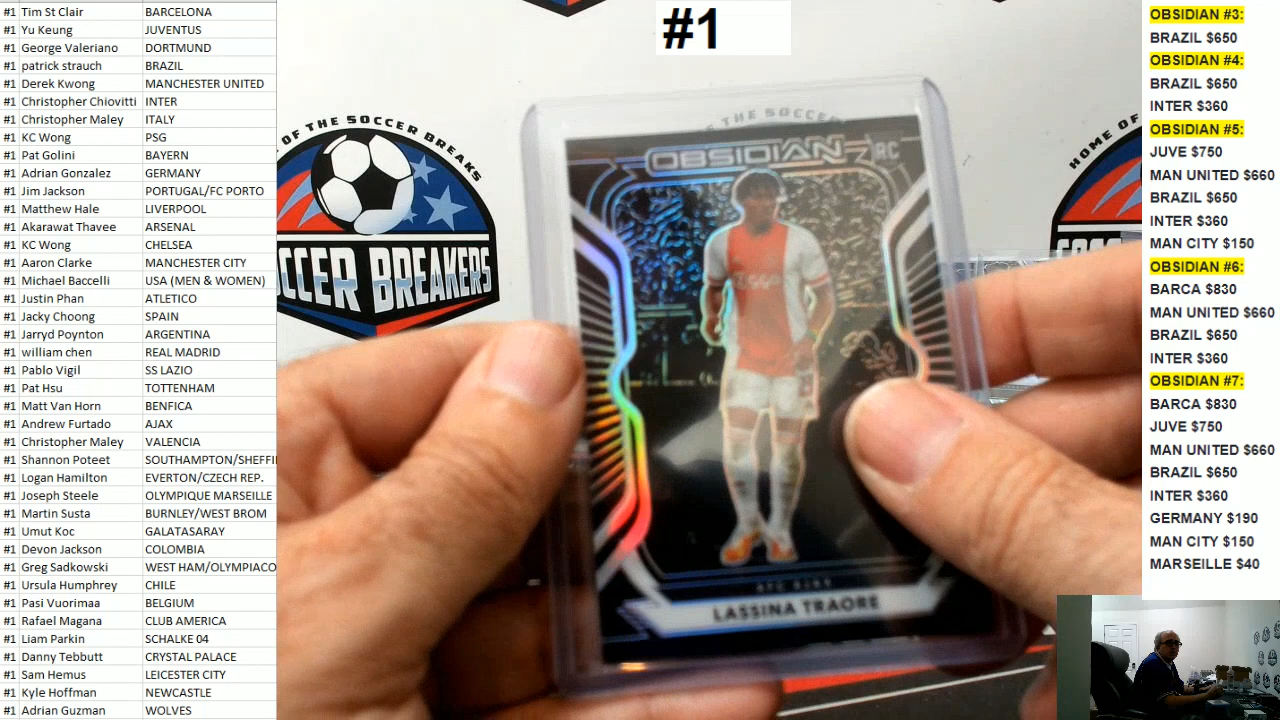 #1 Tim St Clair BARCELONA
#1 Yu Keung JUVENTUS
#1 George Valeriano DORTMUND
#1 patrick strauch BRAZIL
#1 Derek Kwong MANCHESTER UNITED
#1 Christopher Chiovitti INTER
#1 Christopher Maley ITALY
#1 KC Wong PSG
#1 Pat Golini BAYERN
#1 Adrian Gonzalez GERMANY
#1 Jim Jackson PORTUGAL/FC PORTO
#1 Matthew Hale LIVERPOOL
#1 Akarawat Thavee ARSENAL
#1 KC Wong CHELSEA
#1 Aaron Clarke MANCHESTER CITY
#1 Michael Baccelli USA (MEN & WOMEN)
#1 Justin Phan ATLETICO
#1 Jacky Choong SPAIN
#1 Jarryd Poynton ARGENTINA
#1 william chen REAL MADRID
#1 Pablo Vigil SS LAZIO
#1 Pat Hsu TOTTENHAM
#1 Matt Van Horn BENFICA
#1 Andrew Furtado AJAX
#1 Christopher Maley VALENCIA
#1 Shannon Poteet SOUTHAMPTON/SHEFFI
#1 Logan Hamilton EVERTON/CZECH REP.
#1 Joseph Steele OLYMPIQUE MARSEILLE
#1 Martin Susta BURNLEY/WEST BROM
#1 Umut Koc GALATASARAY
#1 Devon Jackson COLOMBIA
#1 Greg Sadkowski WEST HAM/OLYMPIACO
#1 Ursula Humphrey CHILE
#1 Pasi Vuorimaa BELGIUM
#1 Rafael Magana CLUB AMERICA
#1 Liam Parkin SCHALKE 04
#1 Danny Tebbutt CRYSTAL PALACE
#1 Sam Hemus LEICESTER CITY
#1 Kyle Hoffman NEWCASTLE
#1 Adrian Guzman WOLVES
#1
OF THE SOCCER BREAKS
CCER BREAKERS
THE SOCCER
OBSIDIAN RC
AFC AJAX
LASSINA TRAORE
HOME OF
OBSIDIAN #3:
BRAZIL $650
OBSIDIAN #4:
BRAZIL $650
INTER $360
OBSIDIAN #5:
JUVE $750
MAN UNITED $660
BRAZIL $650
INTER $360
MAN CITY $150
OBSIDIAN #6:
BARCA $830
MAN UNITED $660
BRAZIL $650
INTER $360
OBSIDIAN #7:
BARCA $830
JUVE $750
MAN UNITED $660
BRAZIL $650
INTER $360
GERMANY $190
MAN CITY $150
MARSEILLE $40